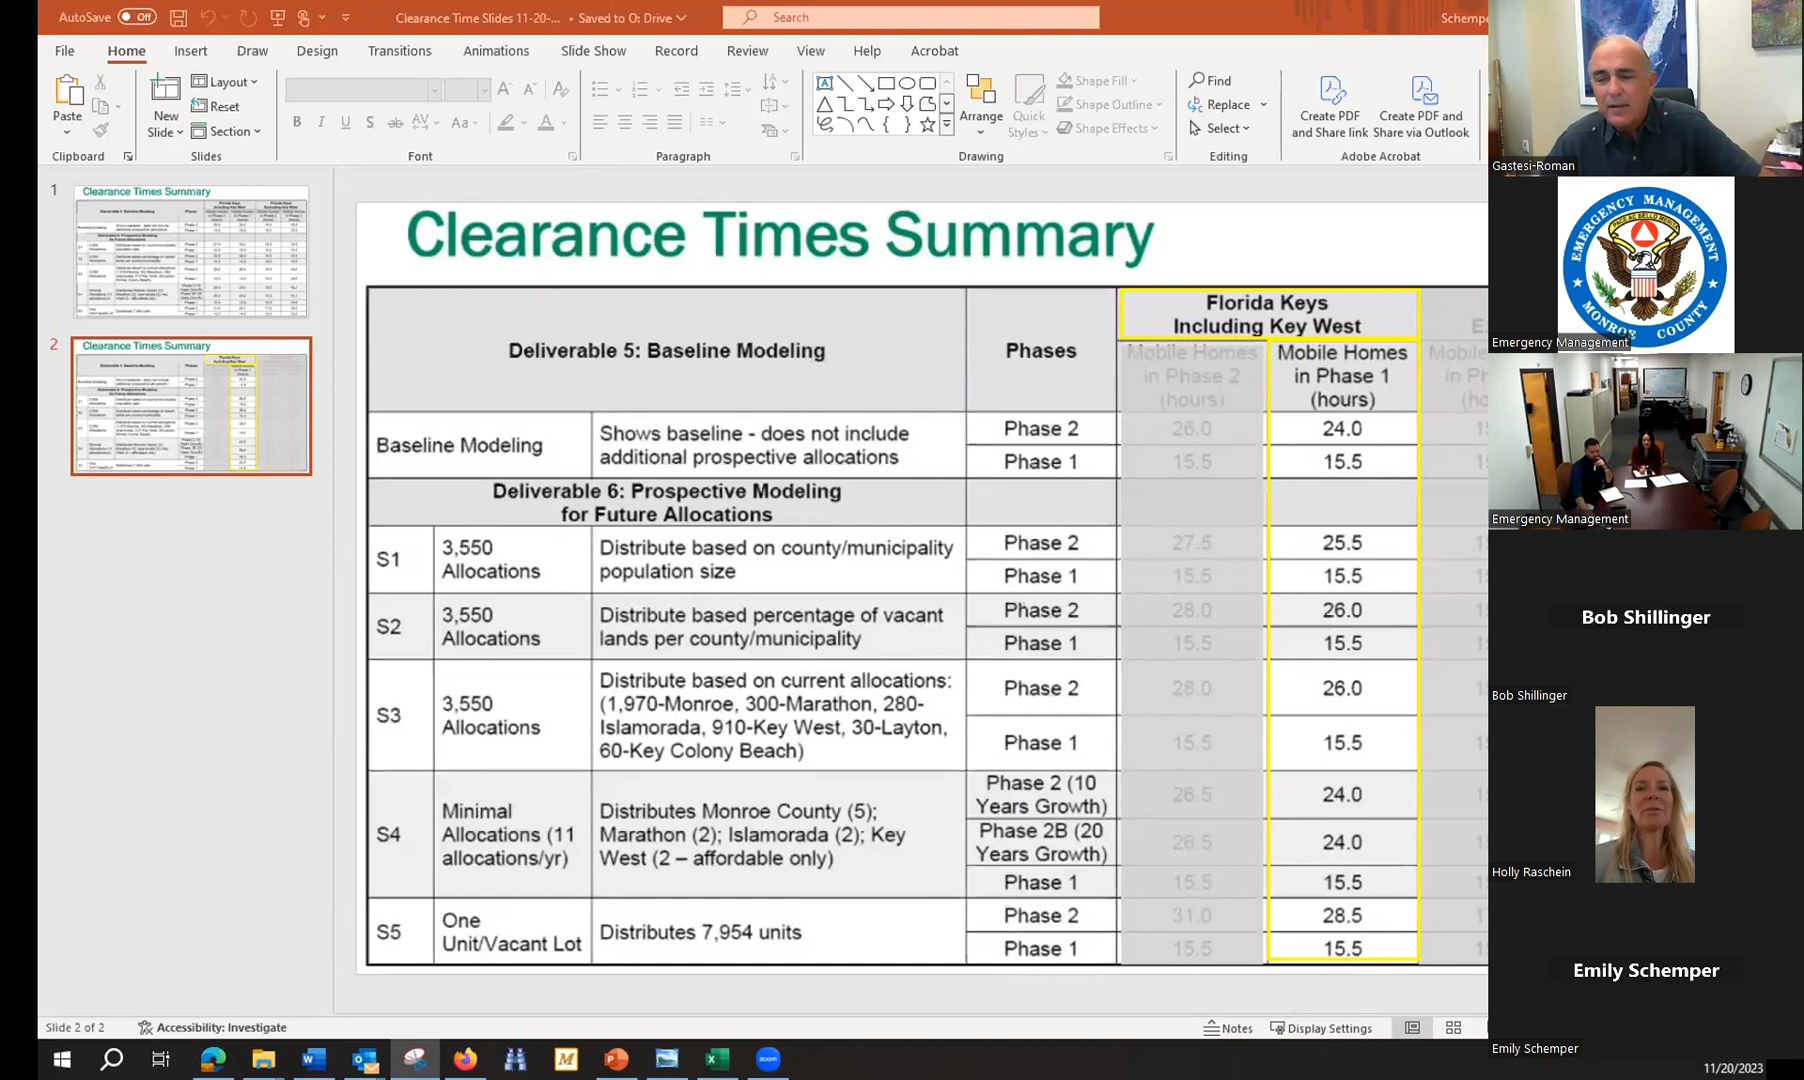 AutoSave Off
Clearance Time Slides 11-20-... • Saved to O: Drive
Search
Schempe
File Home Insert Draw Design Transitions Animations Slide Show Record Review View Help Acrobat
Paste
New
Slide
Layout
Reset
Section
Shape Fill
Shape Outline
Shape Effects
Arrange
Quick
Styles
Find
Replace
Select
Create PDF
and Share link
Create PDF and
Share via Outlook
Clipboard Slides Font Paragraph Drawing Editing Adobe Acrobat
1
Clearance Times Summary
2
Clearance Times Summary
Clearance Times Summary
Deliverable 5: Baseline Modeling
Phases
Florida Keys
Including Key West
Mobile Homes
in Phase 2
(hours)
Mobile Homes
in Phase 1
(hours)
Baseline Modeling
Shows baseline - does not include
additional prospective allocations
Phase 2 26.0 24.0
Phase 1 15.5 15.5
Deliverable 6: Prospective Modeling
for Future Allocations
S1
3,550
Allocations
Distribute based on county/municipality
population size
Phase 2 27.5 25.5
Phase 1 15.5 15.5
S2
3,550
Allocations
Distribute based percentage of vacant
lands per county/municipality
Phase 2 28.0 26.0
Phase 1 15.5 15.5
S3
3,550
Allocations
Distribute based on current allocations:
(1,970-Monroe, 300-Marathon, 280-
Islamorada, 910-Key West, 30-Layton,
60-Key Colony Beach)
Phase 2 28.0 26.0
Phase 1 15.5 15.5
S4
Minimal
Allocations (11
allocations/yr)
Distributes Monroe County (5);
Marathon (2); Islamorada (2); Key
West (2 – affordable only)
Phase 2 (10
Years Growth) 26.5 24.0
Phase 2B (20
Years Growth) 26.5 24.0
Phase 1 15.5 15.5
S5
One
Unit/Vacant Lot
Distributes 7,954 units
Phase 2 31.0 28.5
Phase 1 15.5 15.5
Slide 2 of 2
Accessibility: Investigate
Notes
Display Settings
Gastesi-Roman
EMERGENCY MANAGEMENT
MONROE COUNTY
Emergency Management
Emergency Management
Bob Shillinger
Bob Shillinger
Holly Raschein
Emily Schemper
Emily Schemper
zoom
11/20/2023